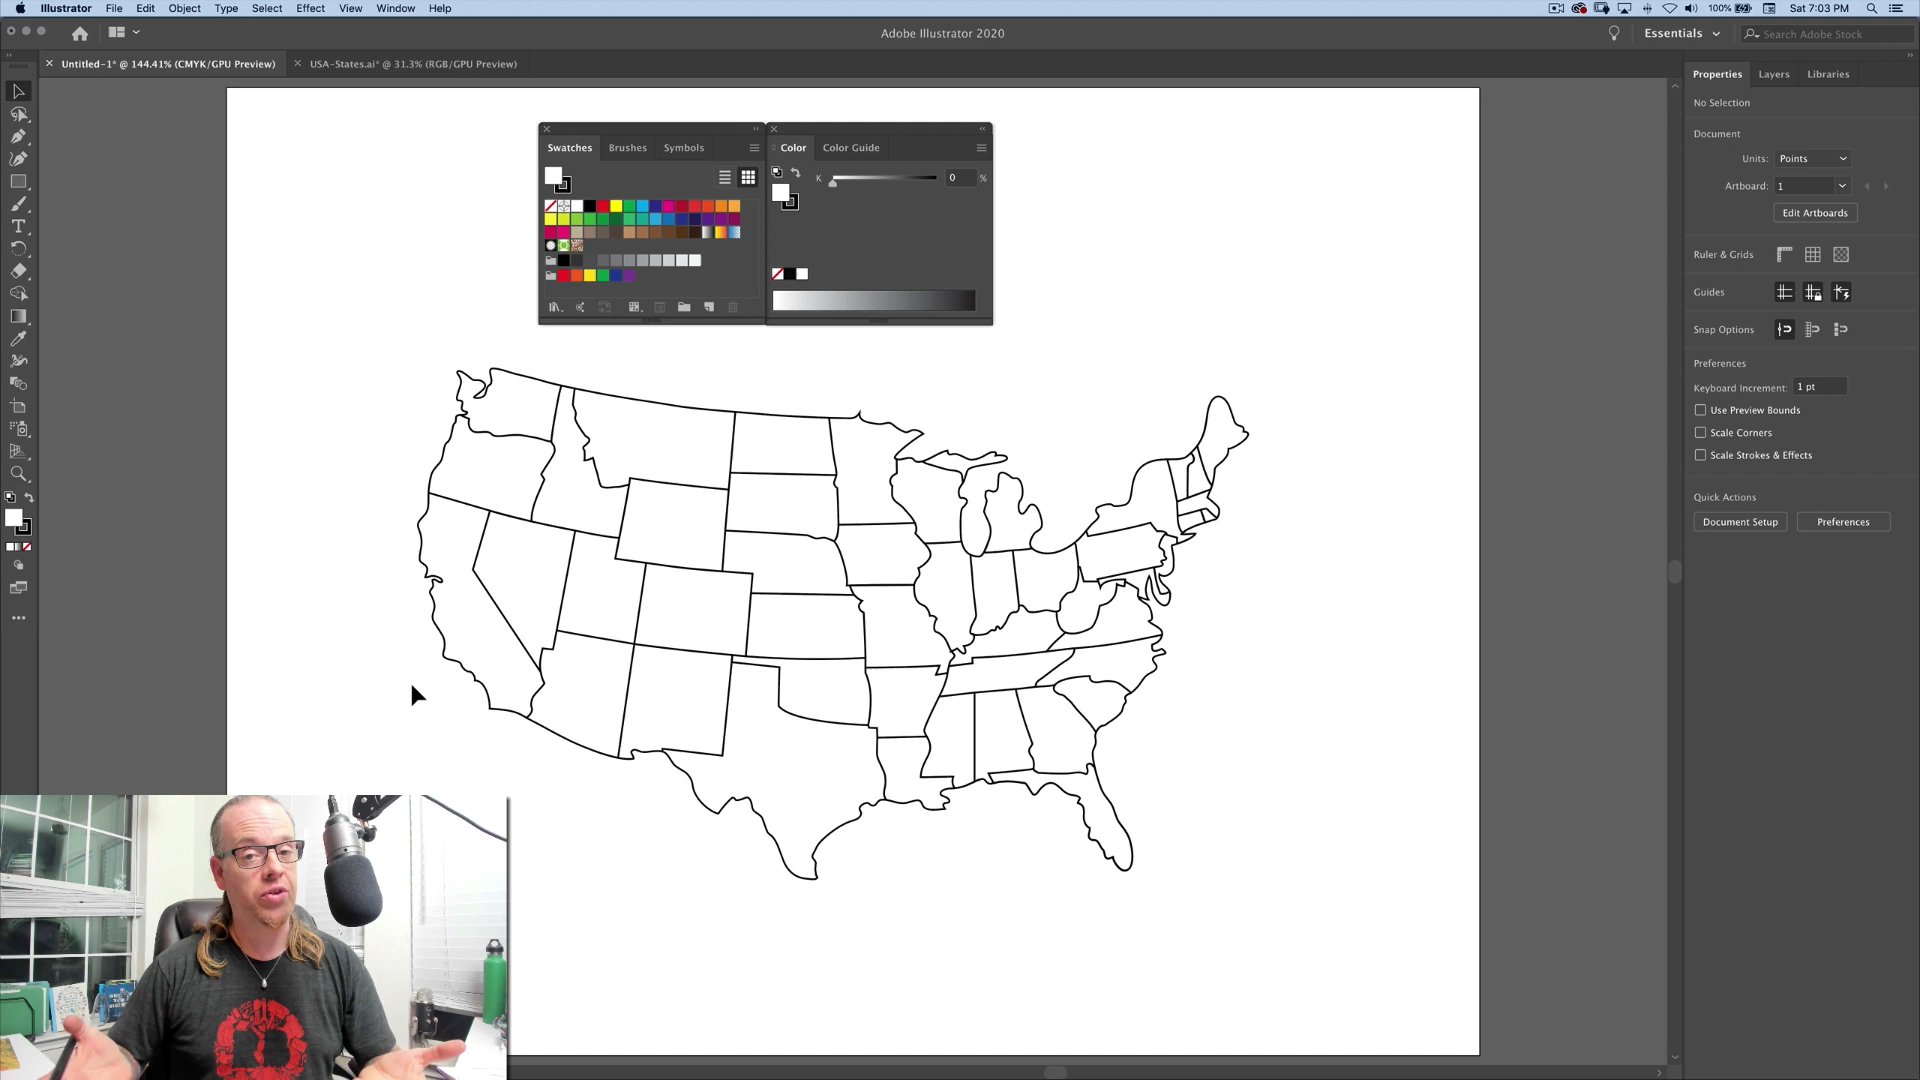 Illustrator File Edit Object Type Select Effect View Window Help
100% Sat 7:03 PM
Adobe Illustrator 2020
Essentials
Search Adobe Stock
Untitled-1* @ 144.41% (CMYK/GPU Preview)
USA-States.ai* @ 31.3% (RGB/GPU Preview)
Properties Layers Libraries
No Selection
Document
Units: Points
Artboard: 1
Edit Artboards
Ruler & Grids
Guides
Snap Options
Preferences
Keyboard Increment: 1 pt
Use Preview Bounds
Scale Corners
Scale Strokes & Effects
Quick Actions
Document Setup Preferences
Swatches Brushes Symbols
Color Color Guide
K 0 %